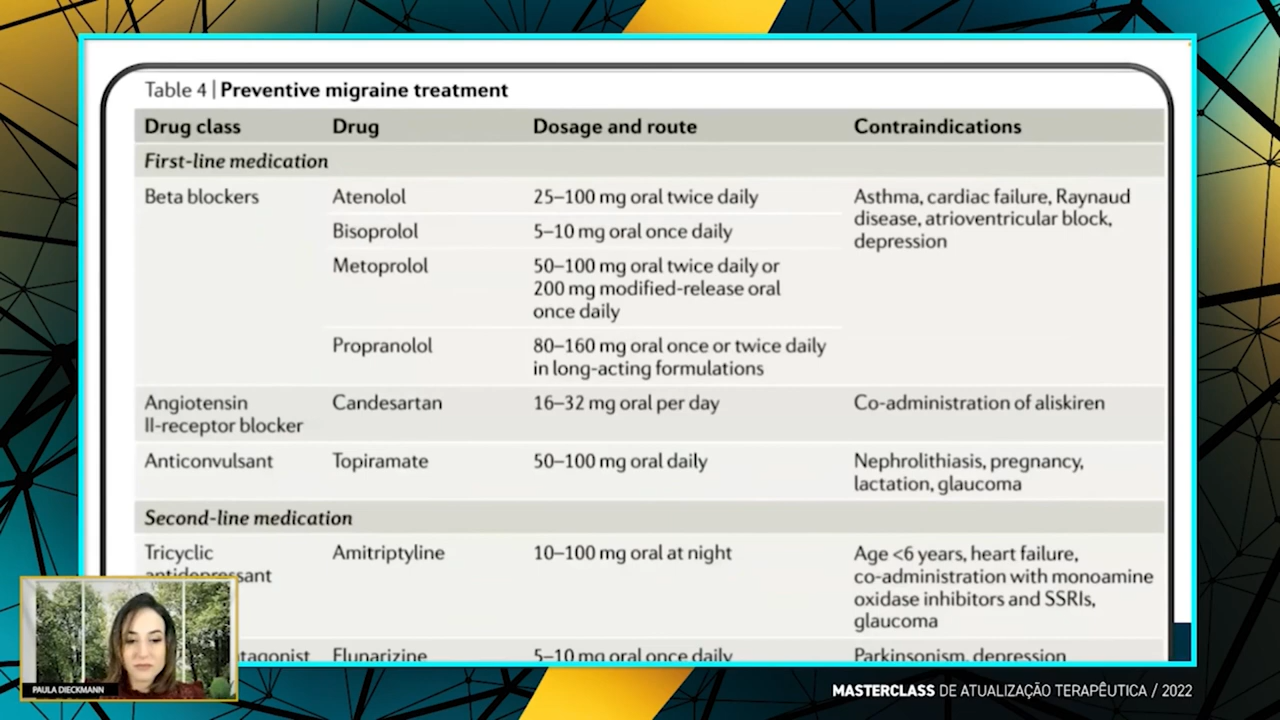 Table 4 | Preventive migraine treatment
Drug class Drug Dosage and route Contraindications
First-line medication
Beta blockers Atenolol 25–100 mg oral twice daily Asthma, cardiac failure, Raynaud
disease, atrioventricular block,
depression
Bisoprolol 5–10 mg oral once daily
Metoprolol 50–100 mg oral twice daily or
200 mg modified-release oral
once daily
Propranolol 80–160 mg oral once or twice daily
in long-acting formulations
Angiotensin
II-receptor blocker Candesartan 16–32 mg oral per day Co-administration of aliskiren
Anticonvulsant Topiramate 50–100 mg oral daily Nephrolithiasis, pregnancy,
lactation, glaucoma
Second-line medication
Tricyclic
antidepressant Amitriptyline 10–100 mg oral at night Age <6 years, heart failure,
co-administration with monoamine
oxidase inhibitors and SSRIs,
glaucoma
Flunarizine 5–10 mg oral once daily Parkinsonism, depression
PAULA DIECKMANN
MASTERCLASS DE ATUALIZAÇÃO TERAPÊUTICA / 2022